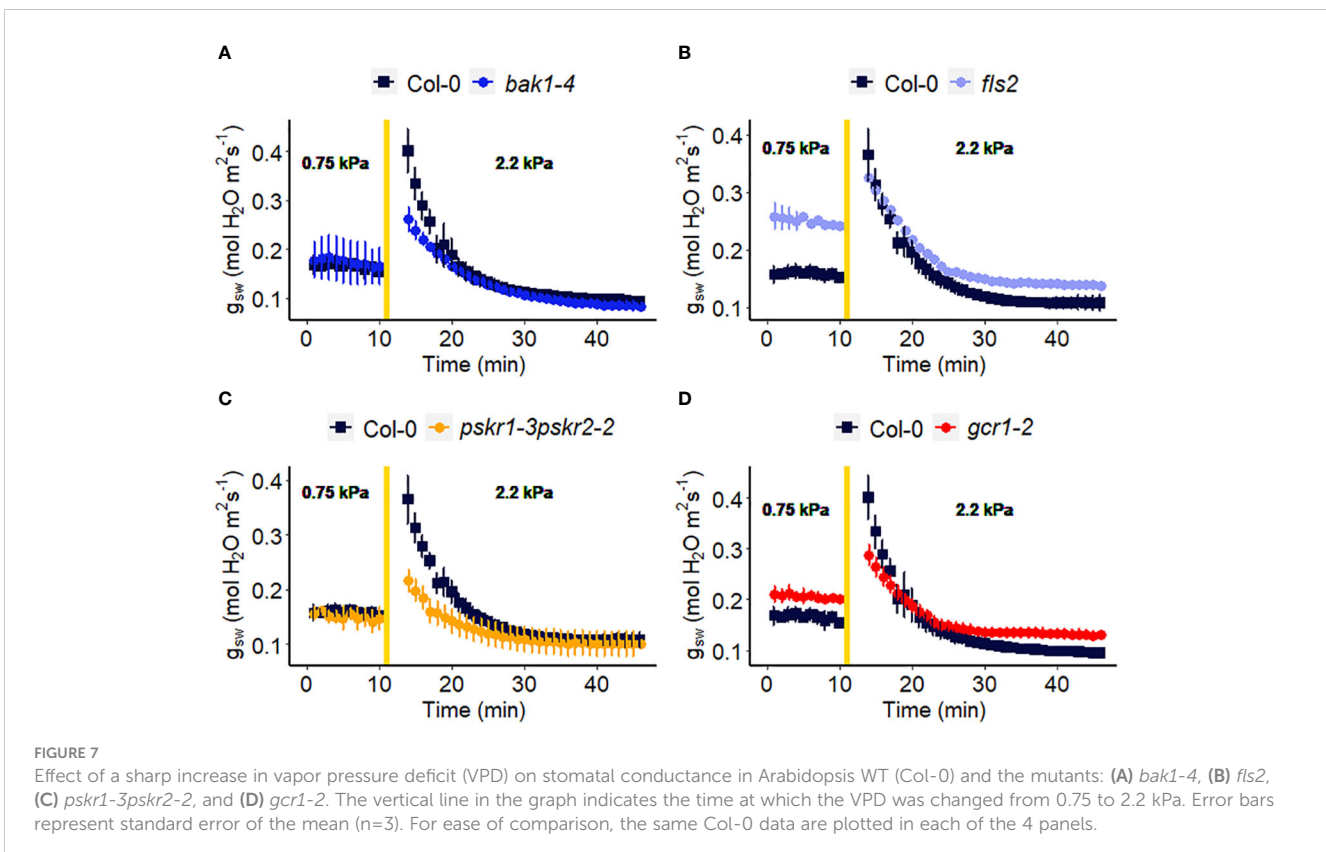 A
Col-0 bak1-4
0.75 kPa
2.2 kPa
0.4
0.3
0.2
0.1
gsw (mol H2O m2s-1)
0 10 20 30 40
Time (min)
B
Col-0 fls2
0.75 kPa
2.2 kPa
0.4
0.3
0.2
0.1
gsw (mol H2O m2s-1)
0 10 20 30 40
Time (min)
C
Col-0 pskr1-3pskr2-2
0.75 kPa
2.2 kPa
0.4
0.3
0.2
0.1
gsw (mol H2O m2s-1)
0 10 20 30 40
Time (min)
D
Col-0 gcr1-2
0.75 kPa
2.2 kPa
0.4
0.3
0.2
0.1
gsw (mol H2O m2s-1)
0 10 20 30 40
Time (min)
FIGURE 7
Effect of a sharp increase in vapor pressure deficit (VPD) on stomatal conductance in Arabidopsis WT (Col-0) and the mutants: (A) bak1-4, (B) fls2,
(C) pskr1-3pskr2-2, and (D) gcr1-2. The vertical line in the graph indicates the time at which the VPD was changed from 0.75 to 2.2 kPa. Error bars
represent standard error of the mean (n=3). For ease of comparison, the same Col-0 data are plotted in each of the 4 panels.